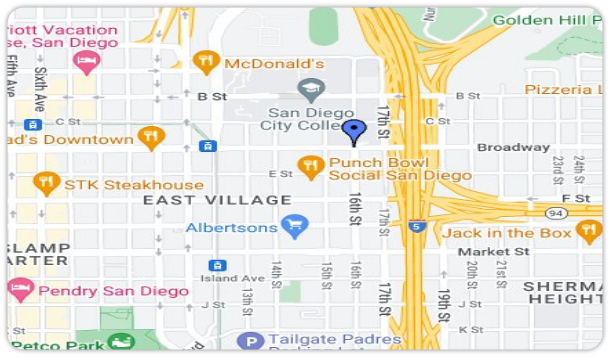 Golden Hill P
riott Vacation
se, San Diego
McDonald's
Fifth Ave
Sixth Ave
B St
B St
Pizzeria L
San Diego
City Colle
17th St
C St
C St
ad's Downtown
Broadway
Punch Bowl
Social San Diego
E St
23rd St
24th St
STK Steakhouse
EAST VILLAGE
16th St
17th St
F St
94
Albertsons
5
Jack in the Box
SLAMP
ARTER
Market St
Island Ave
13th St
14th St
15th St
16th St
17th St
19th St
20th St
21st St
SHERMA
HEIGHT
Pendry San Diego
J St
J St
K St
Petco Park
Tailgate Padres